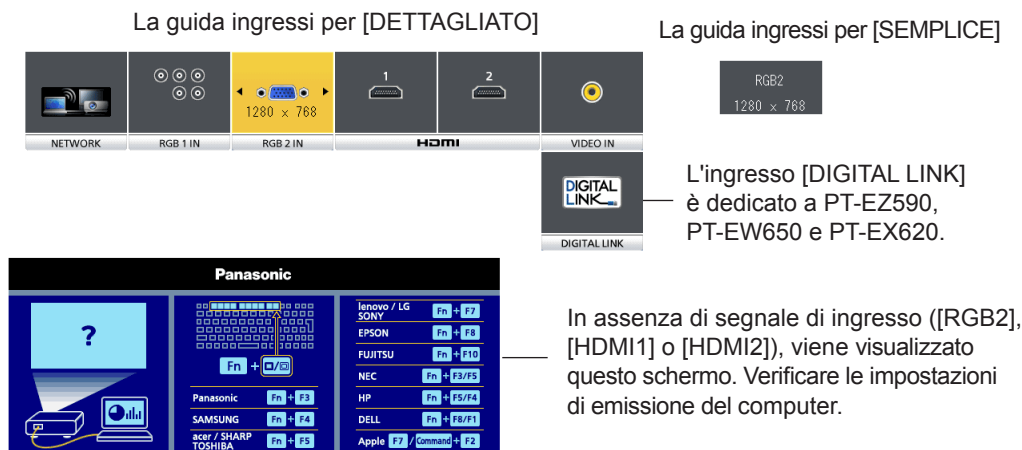 La guida ingressi per [DETTAGLIATO]
La guida ingressi per [SEMPLICE]
1
2
1280 x 768
NETWORK
RGB 1 IN
RGB 2 IN
HDMI
VIDEO IN
RGB2
1280 x 768
DIGITAL
LINK
DIGITAL LINK
L'ingresso [DIGITAL LINK]
è dedicato a PT-EZ590,
PT-EW650 e PT-EX620.
Panasonic
?
Fn +
Panasonic Fn + F3
SAMSUNG Fn + F4
acer / SHARP
TOSHIBA Fn + F5
lenovo / LG
SONY Fn + F7
EPSON Fn + F8
FUJITSU Fn + F10
NEC Fn + F3/F5
HP Fn + F5/F4
DELL Fn + F8/F1
Apple F7 / Command + F2
In assenza di segnale di ingresso ([RGB2],
[HDMI1] o [HDMI2]), viene visualizzato
questo schermo. Verificare le impostazioni
di emissione del computer.